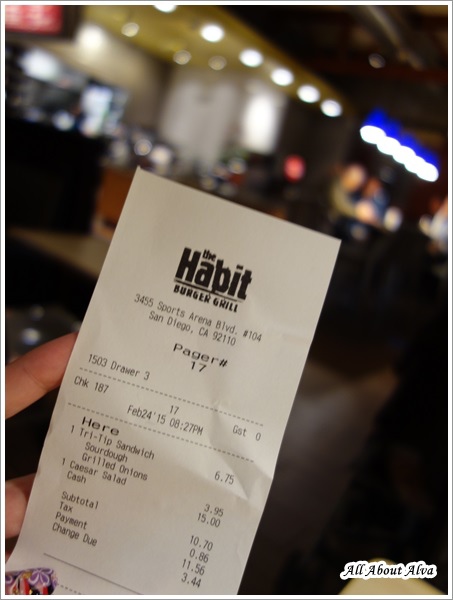 the
Habit
BURGER GRILL
3455 Sports Arena Blvd. #104
San Diego, CA 92110
Pager#
17
1503 Drawer 3
Chk 187 17 Gst 0
Feb24'15 08:27PM
Here
1 Tri-Tip Sandwich 6.75
Sourdough
Grilled Onions
1 Caesar Salad 3.95
Cash 15.00
Subtotal 10.70
Tax 0.86
Payment 11.56
Change Due 3.44
All About Alva